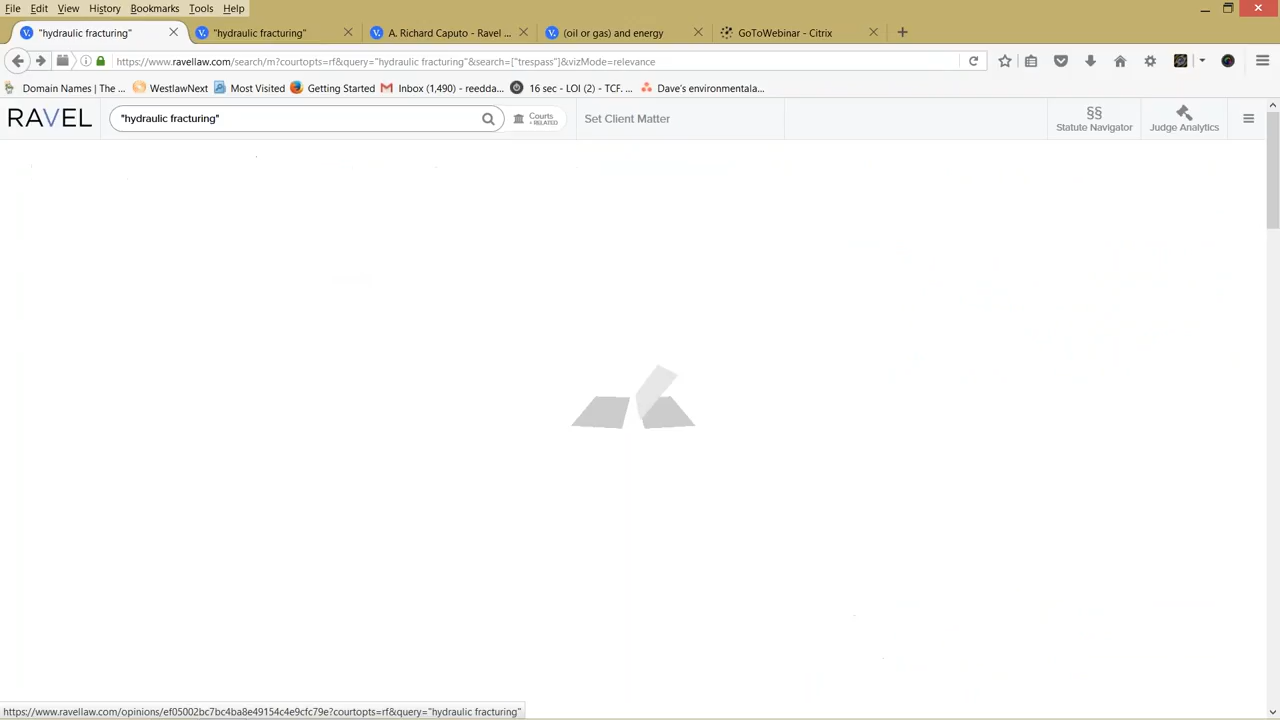 File Edit View History Bookmarks Tools Help
"hydraulic fracturing" "hydraulic fracturing" A. Richard Caputo - Ravel ... (oil or gas) and energy GoToWebinar - Citrix
https://www.ravellaw.com/search/m?courtopts=rf&query="hydraulic fracturing"&search=["trespass"]&vizMode=relevance
Domain Names | The ... WestlawNext Most Visited Getting Started Inbox (1,490) - reedda... 16 sec - LOI (2) - TCF. ... Dave's environmentala...
RAVEL "hydraulic fracturing" Courts Set Client Matter §§ Statute Navigator Judge Analytics
+ RELATED
https://www.ravellaw.com/opinions/ef05002bc7bc4ba8e49154c4e9cfc79e?courtopts=rf&query="hydraulic fracturing"